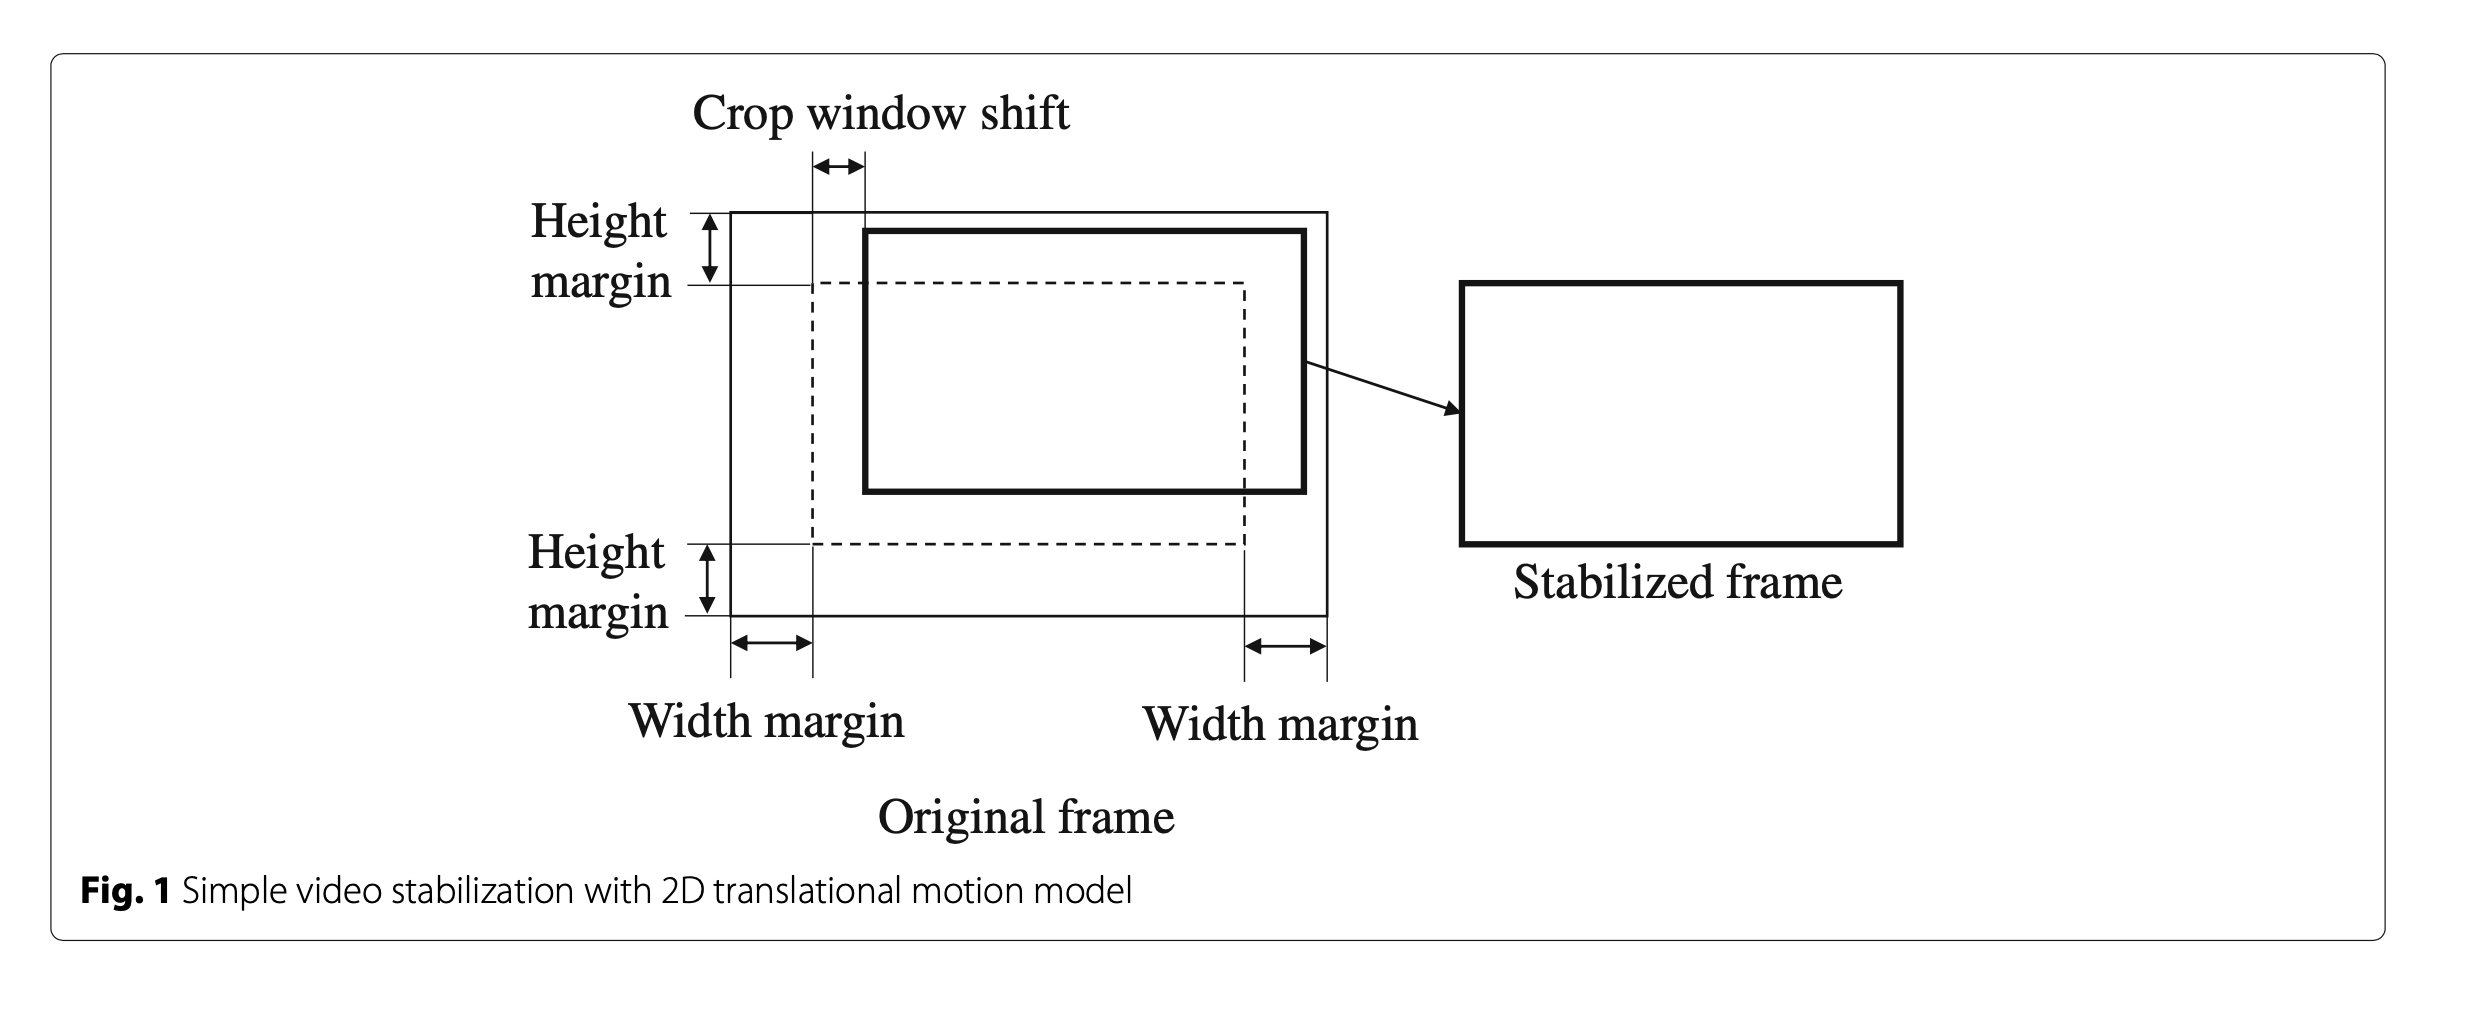 Crop window shift
Height
margin
Height
margin
Stabilized frame
Width margin
Width margin
Original frame
Fig. 1 Simple video stabilization with 2D translational motion model